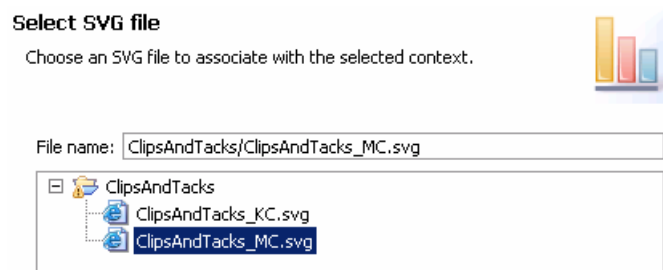 Select SVG file
Choose an SVG file to associate with the selected context.
File name: ClipsAndTacks/ClipsAndTacks_MC.svg
ClipsAndTacks
ClipsAndTacks_KC.svg
ClipsAndTacks_MC.svg